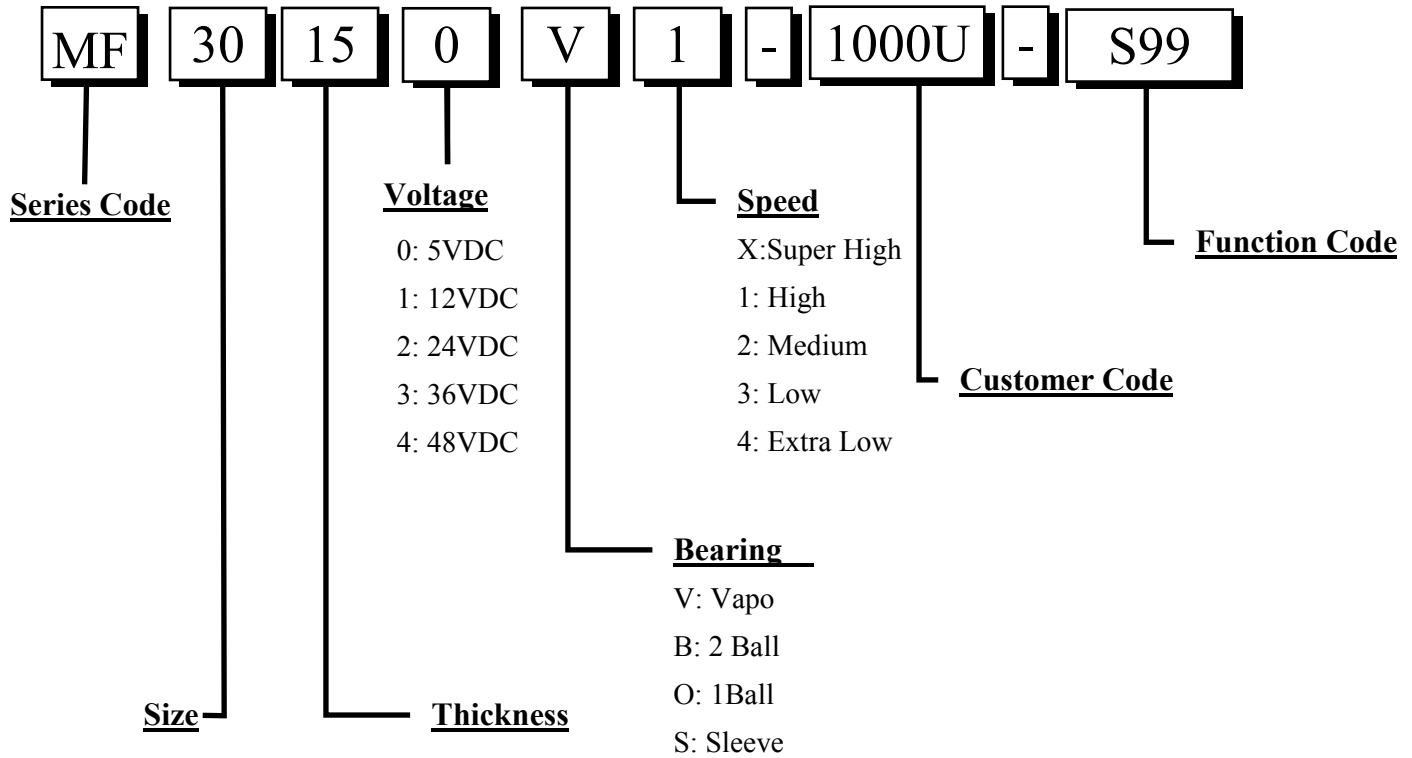 MF 30 15 0 V 1 - 1000U - S99
Series Code
Voltage
0: 5VDC
1: 12VDC
2: 24VDC
3: 36VDC
4: 48VDC
Speed
X:Super High
1: High
2: Medium
3: Low
4: Extra Low
Function Code
Customer Code
Bearing
V: Vapo
B: 2 Ball
O: 1Ball
S: Sleeve
Size
Thickness